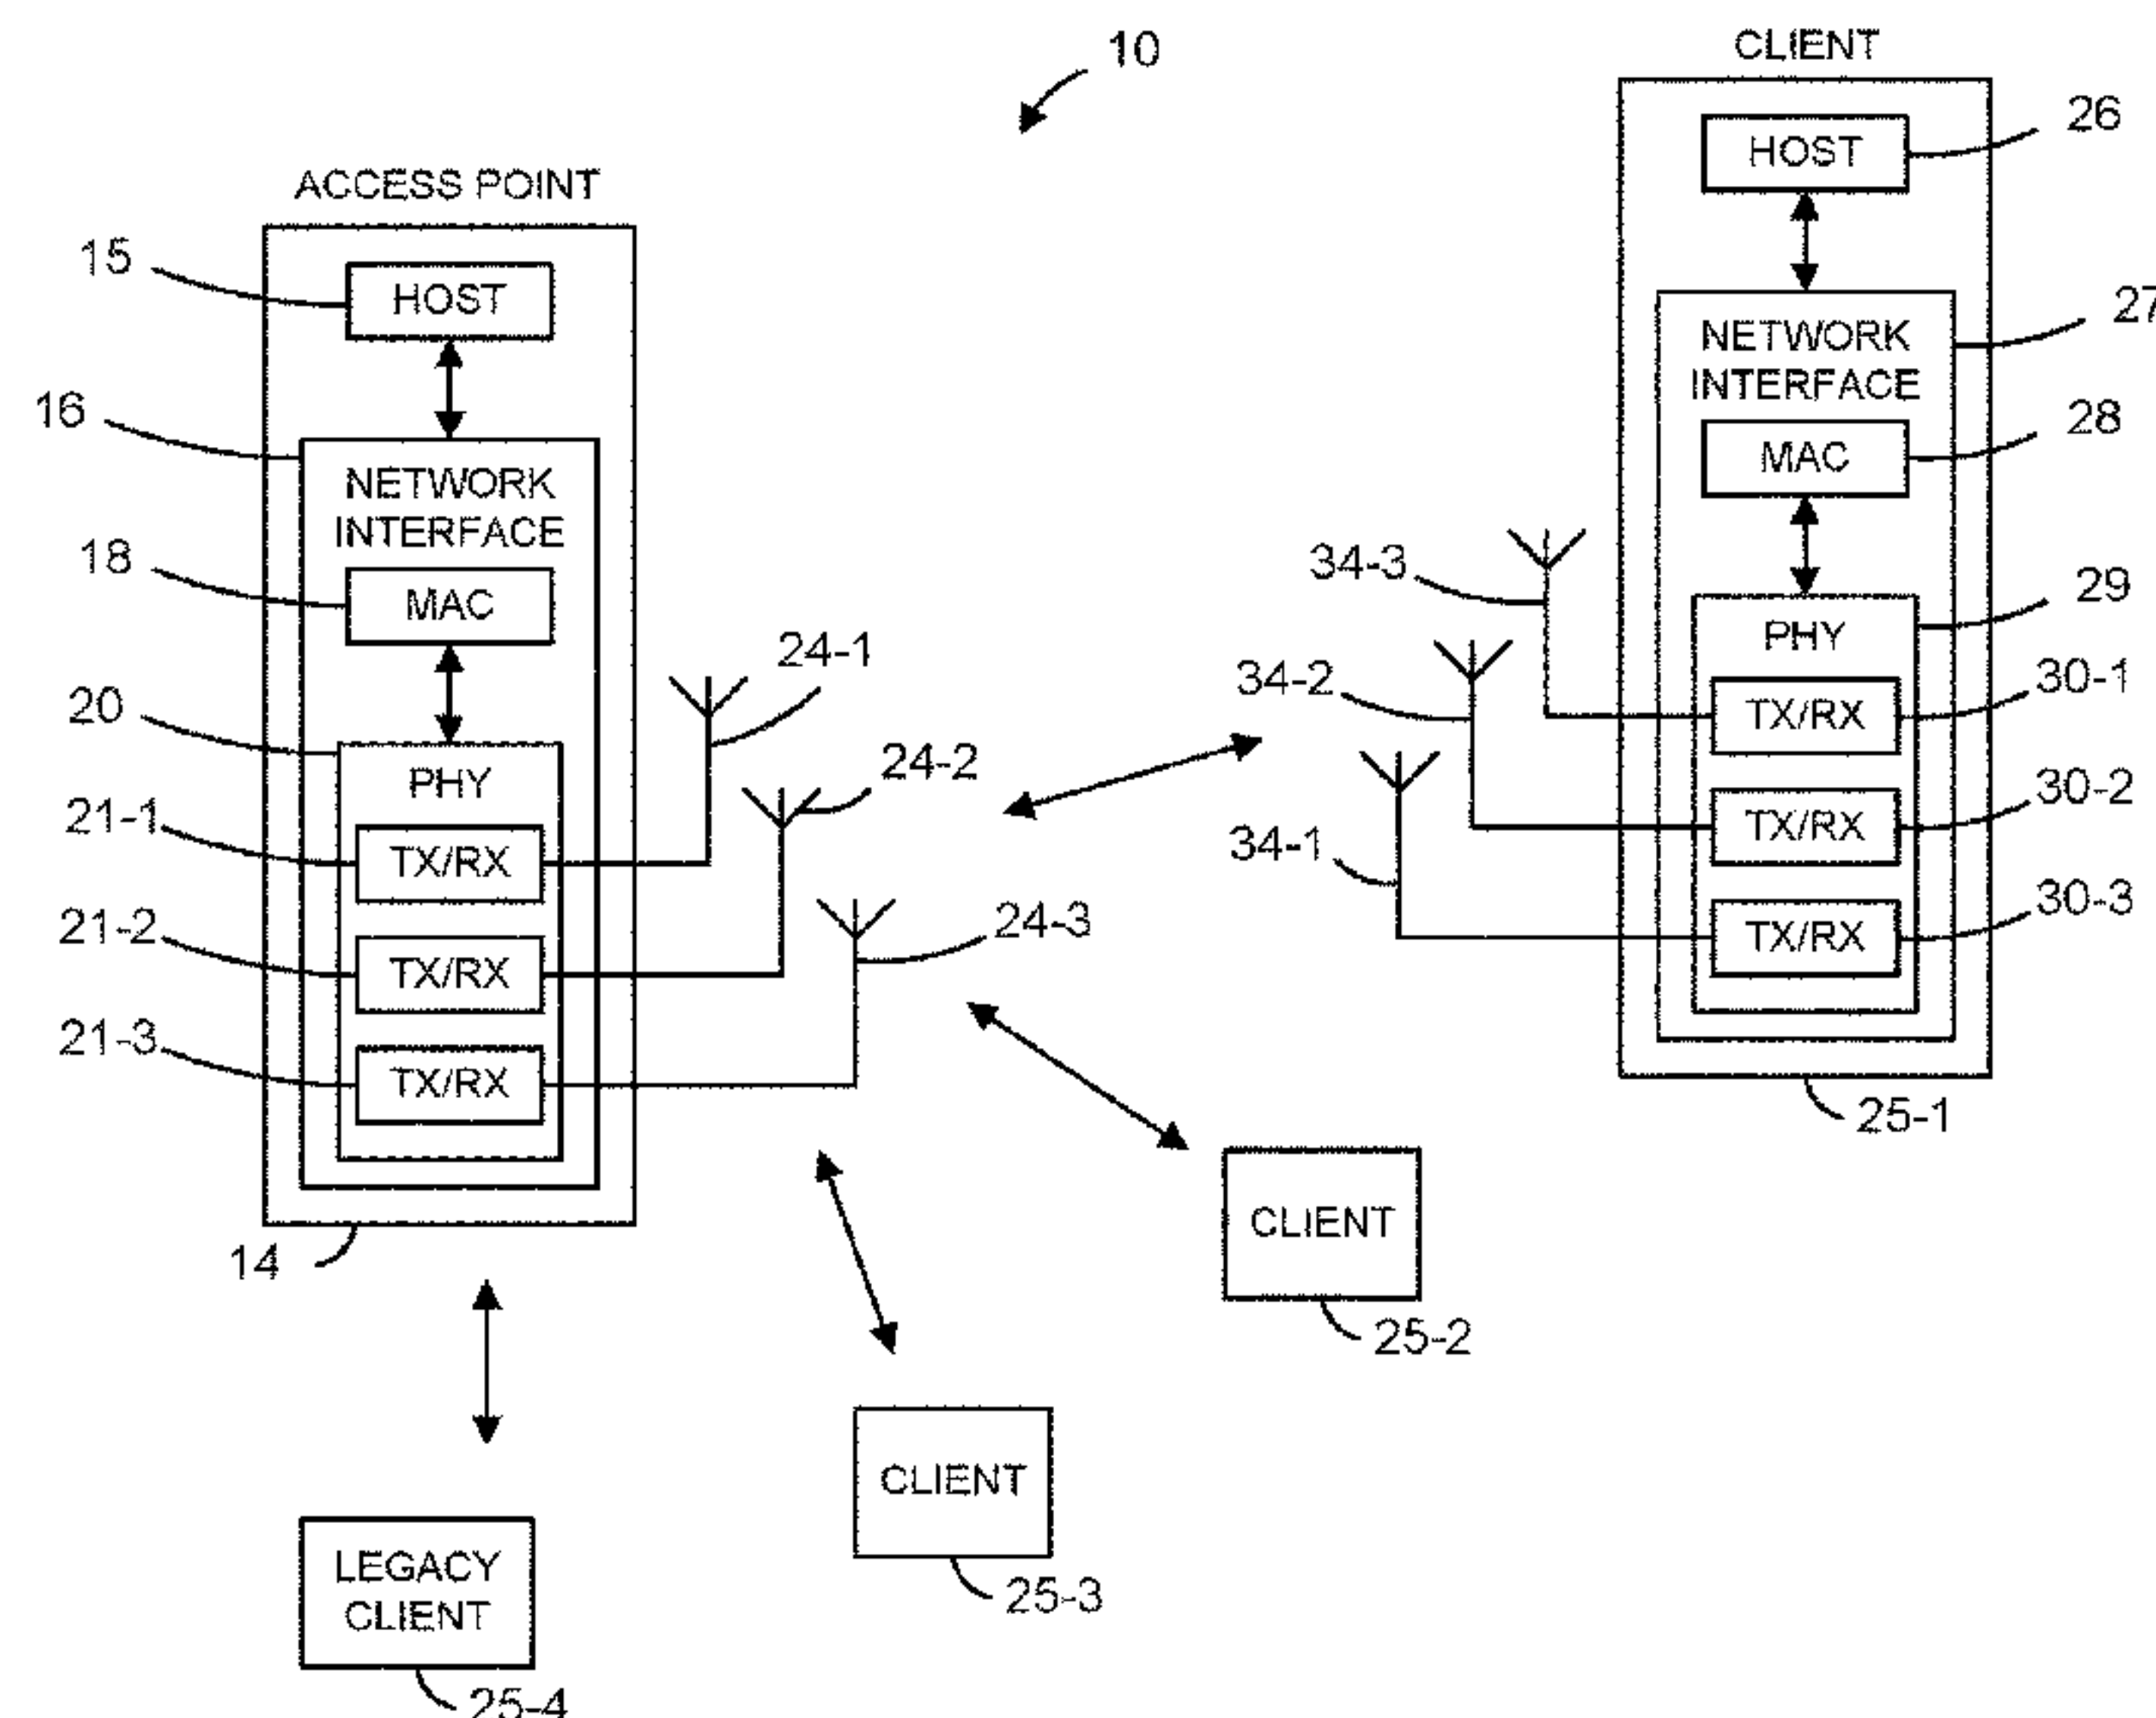 10
CLIENT
HOST
26
ACCESS POINT
15
HOST
NETWORK
INTERFACE
27
16
MAC
28
NETWORK
INTERFACE
18
MAC
34-3
PHY
29
24-1
34-2
TX/RX
30-1
20
PHY
24-2
TX/RX
30-2
21-1
TX/RX
34-1
TX/RX
30-3
21-2
TX/RX
24-3
21-3
TX/RX
25-1
14
CLIENT
25-2
CLIENT
25-3
LEGACY
CLIENT
25-4